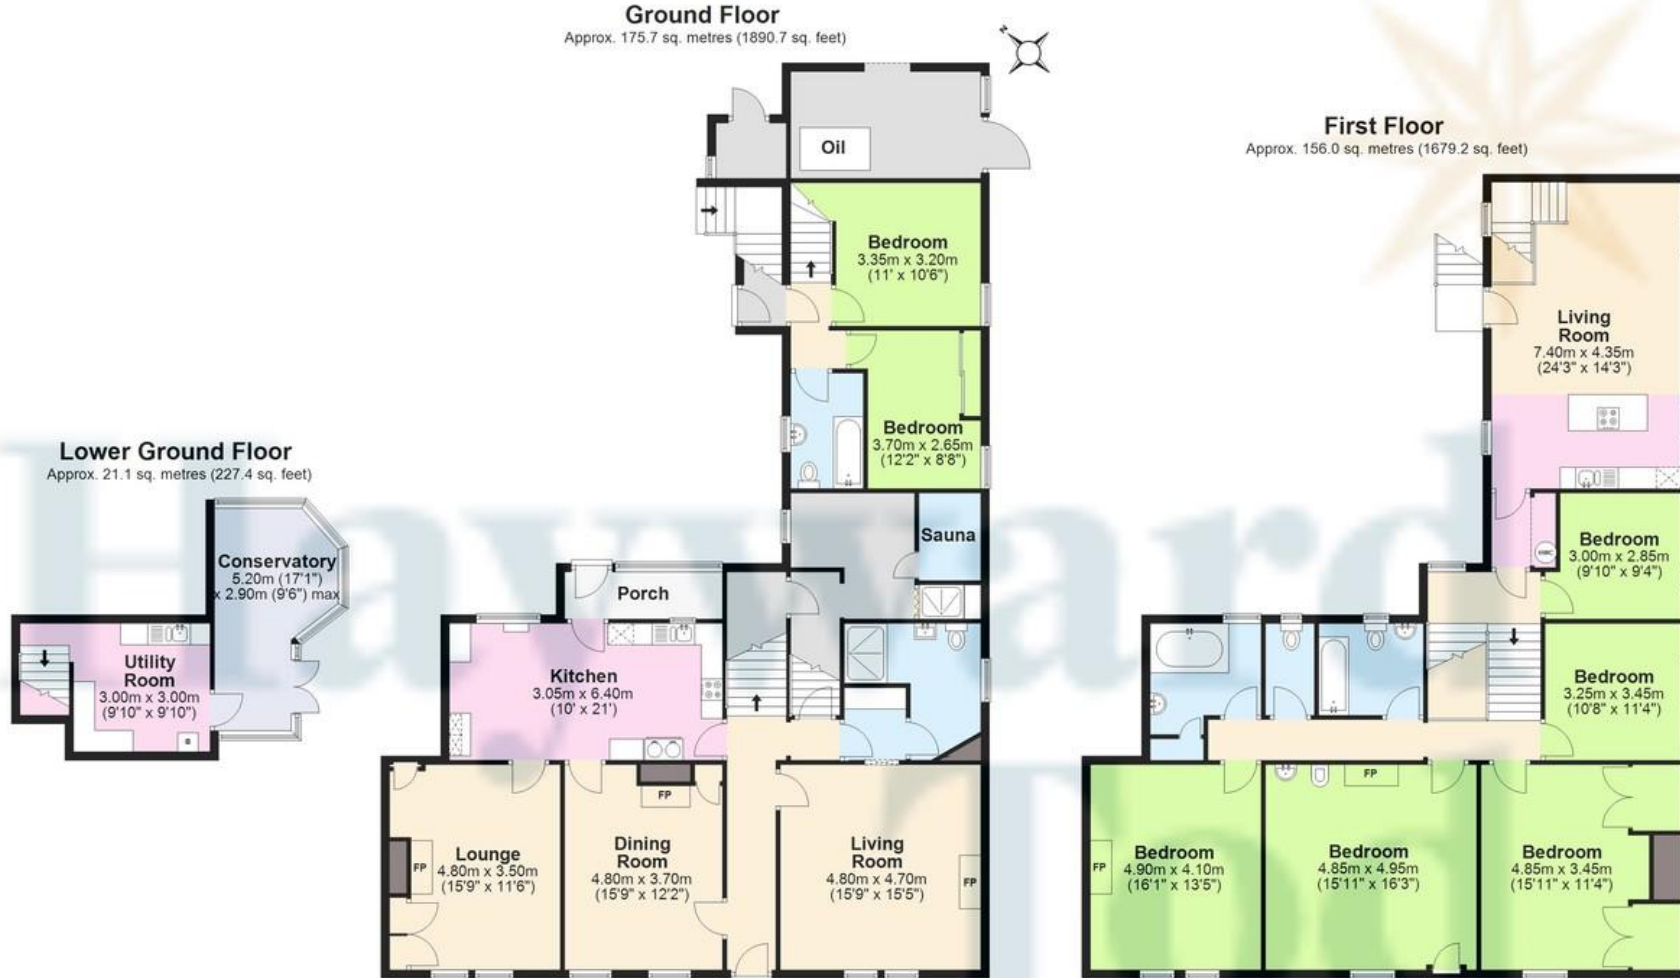 Ground Floor
Approx. 175.7 sq. metres (1890.7 sq. feet)
N
Oil
Bedroom
3.35m x 3.20m
(11' x 10'6")
Bedroom
3.70m x 2.65m
(12'2" x 8'8")
Sauna
Porch
Kitchen
3.05m x 6.40m
(10' x 21')
FP
Lounge
4.80m x 3.50m
(15'9" x 11'6")
FP
Dining
Room
4.80m x 3.70m
(15'9" x 12'2")
Living
Room
4.80m x 4.70m
(15'9" x 15'5")
FP
Lower Ground Floor
Approx. 21.1 sq. metres (227.4 sq. feet)
Conservatory
5.20m (17'1")
x 2.90m (9'6") max
Utility
Room
3.00m x 3.00m
(9'10" x 9'10")
B
First Floor
Approx. 156.0 sq. metres (1679.2 sq. feet)
Living
Room
7.40m x 4.35m
(24'3" x 14'3")
HWC
Bedroom
3.00m x 2.85m
(9'10" x 9'4")
Bedroom
3.25m x 3.45m
(10'8" x 11'4")
FP
Bedroom
4.90m x 4.10m
(16'1" x 13'5")
FP
Bedroom
4.85m x 4.95m
(15'11" x 16'3")
Bedroom
4.85m x 3.45m
(15'11" x 11'4")
Hayward
Tod